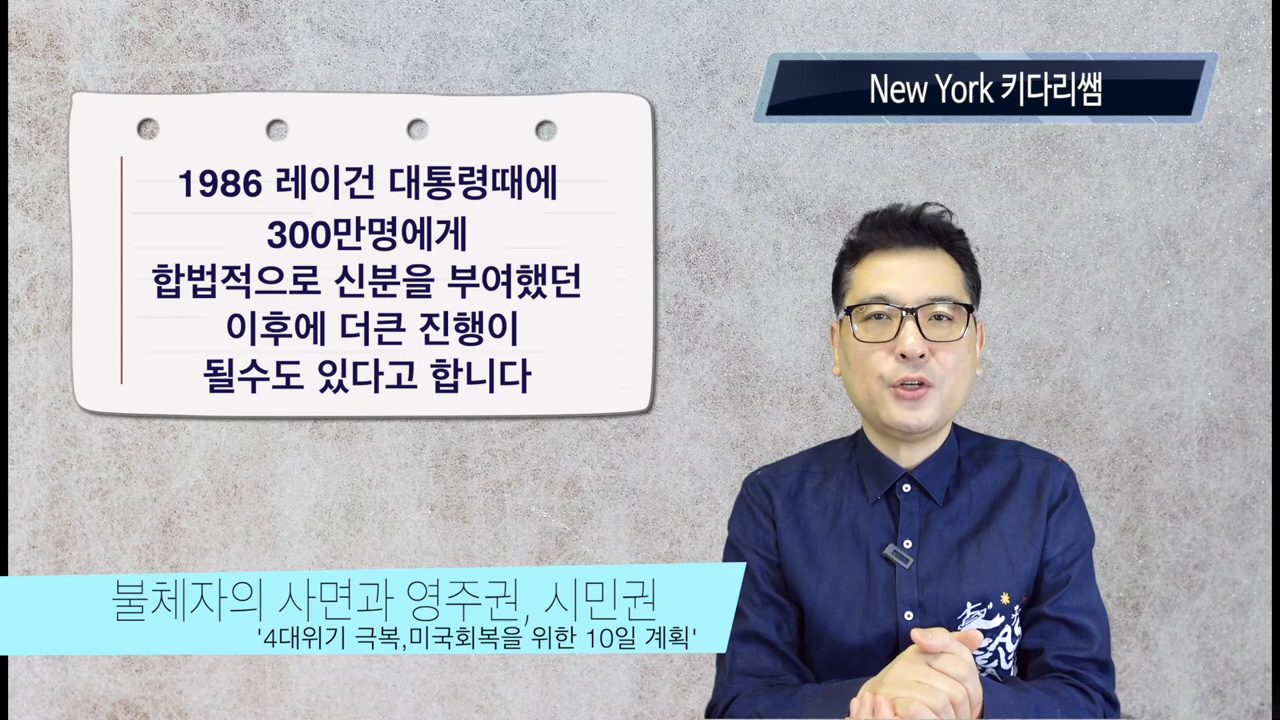 New York 키다리쌤
1986 레이건 대통령때에
300만명에게
합법적으로 신분을 부여했던
이후에 더큰 진행이
될수도 있다고 합니다
불체자의 사면과 영주권, 시민권
'4대위기 극복,미국회복을 위한 10일 계획'